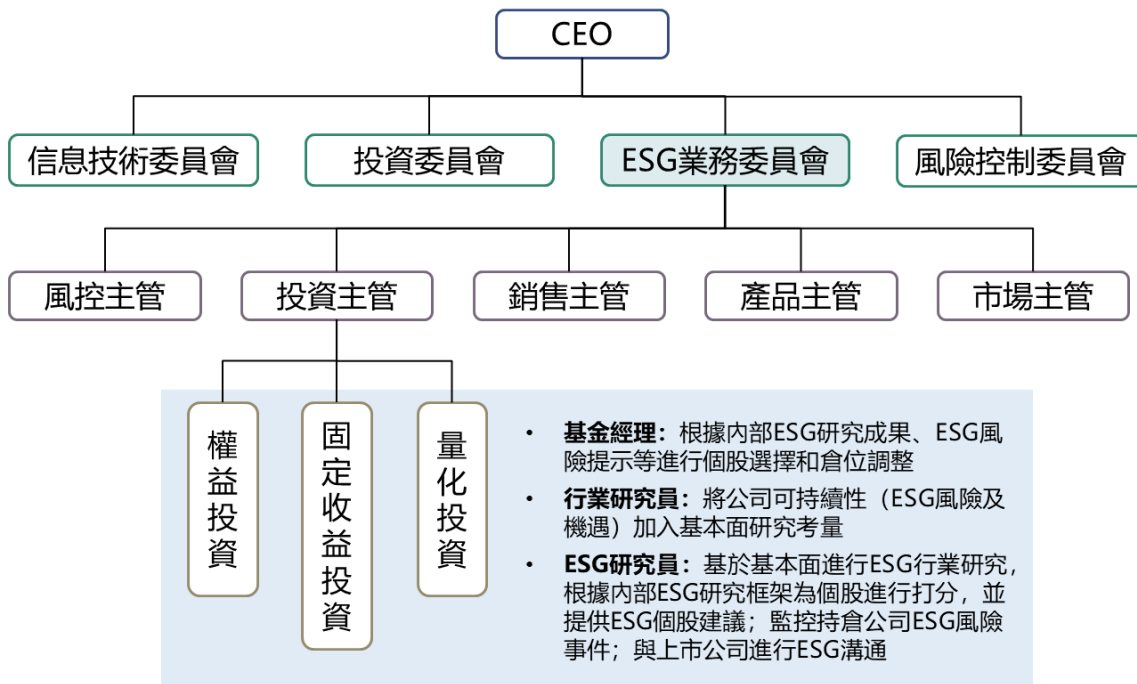 CEO
信息技術委員會
投資委員會
ESG業務委員會
風險控制委員會
風控主管
投資主管
銷售主管
產品主管
市場主管
權益投資
固定收益投資
量化投資
• 基金經理：根據內部ESG研究成果、ESG風
險提示等進行個股選擇和倉位調整
• 行業研究員：將公司可持續性（ESG風險及
機遇）加入基本面研究考量
• ESG研究員：基於基本面進行ESG行業研究，
根據內部ESG研究框架為個股進行打分，並
提供ESG個股建議；監控持倉公司ESG風險
事件；與上市公司進行ESG溝通